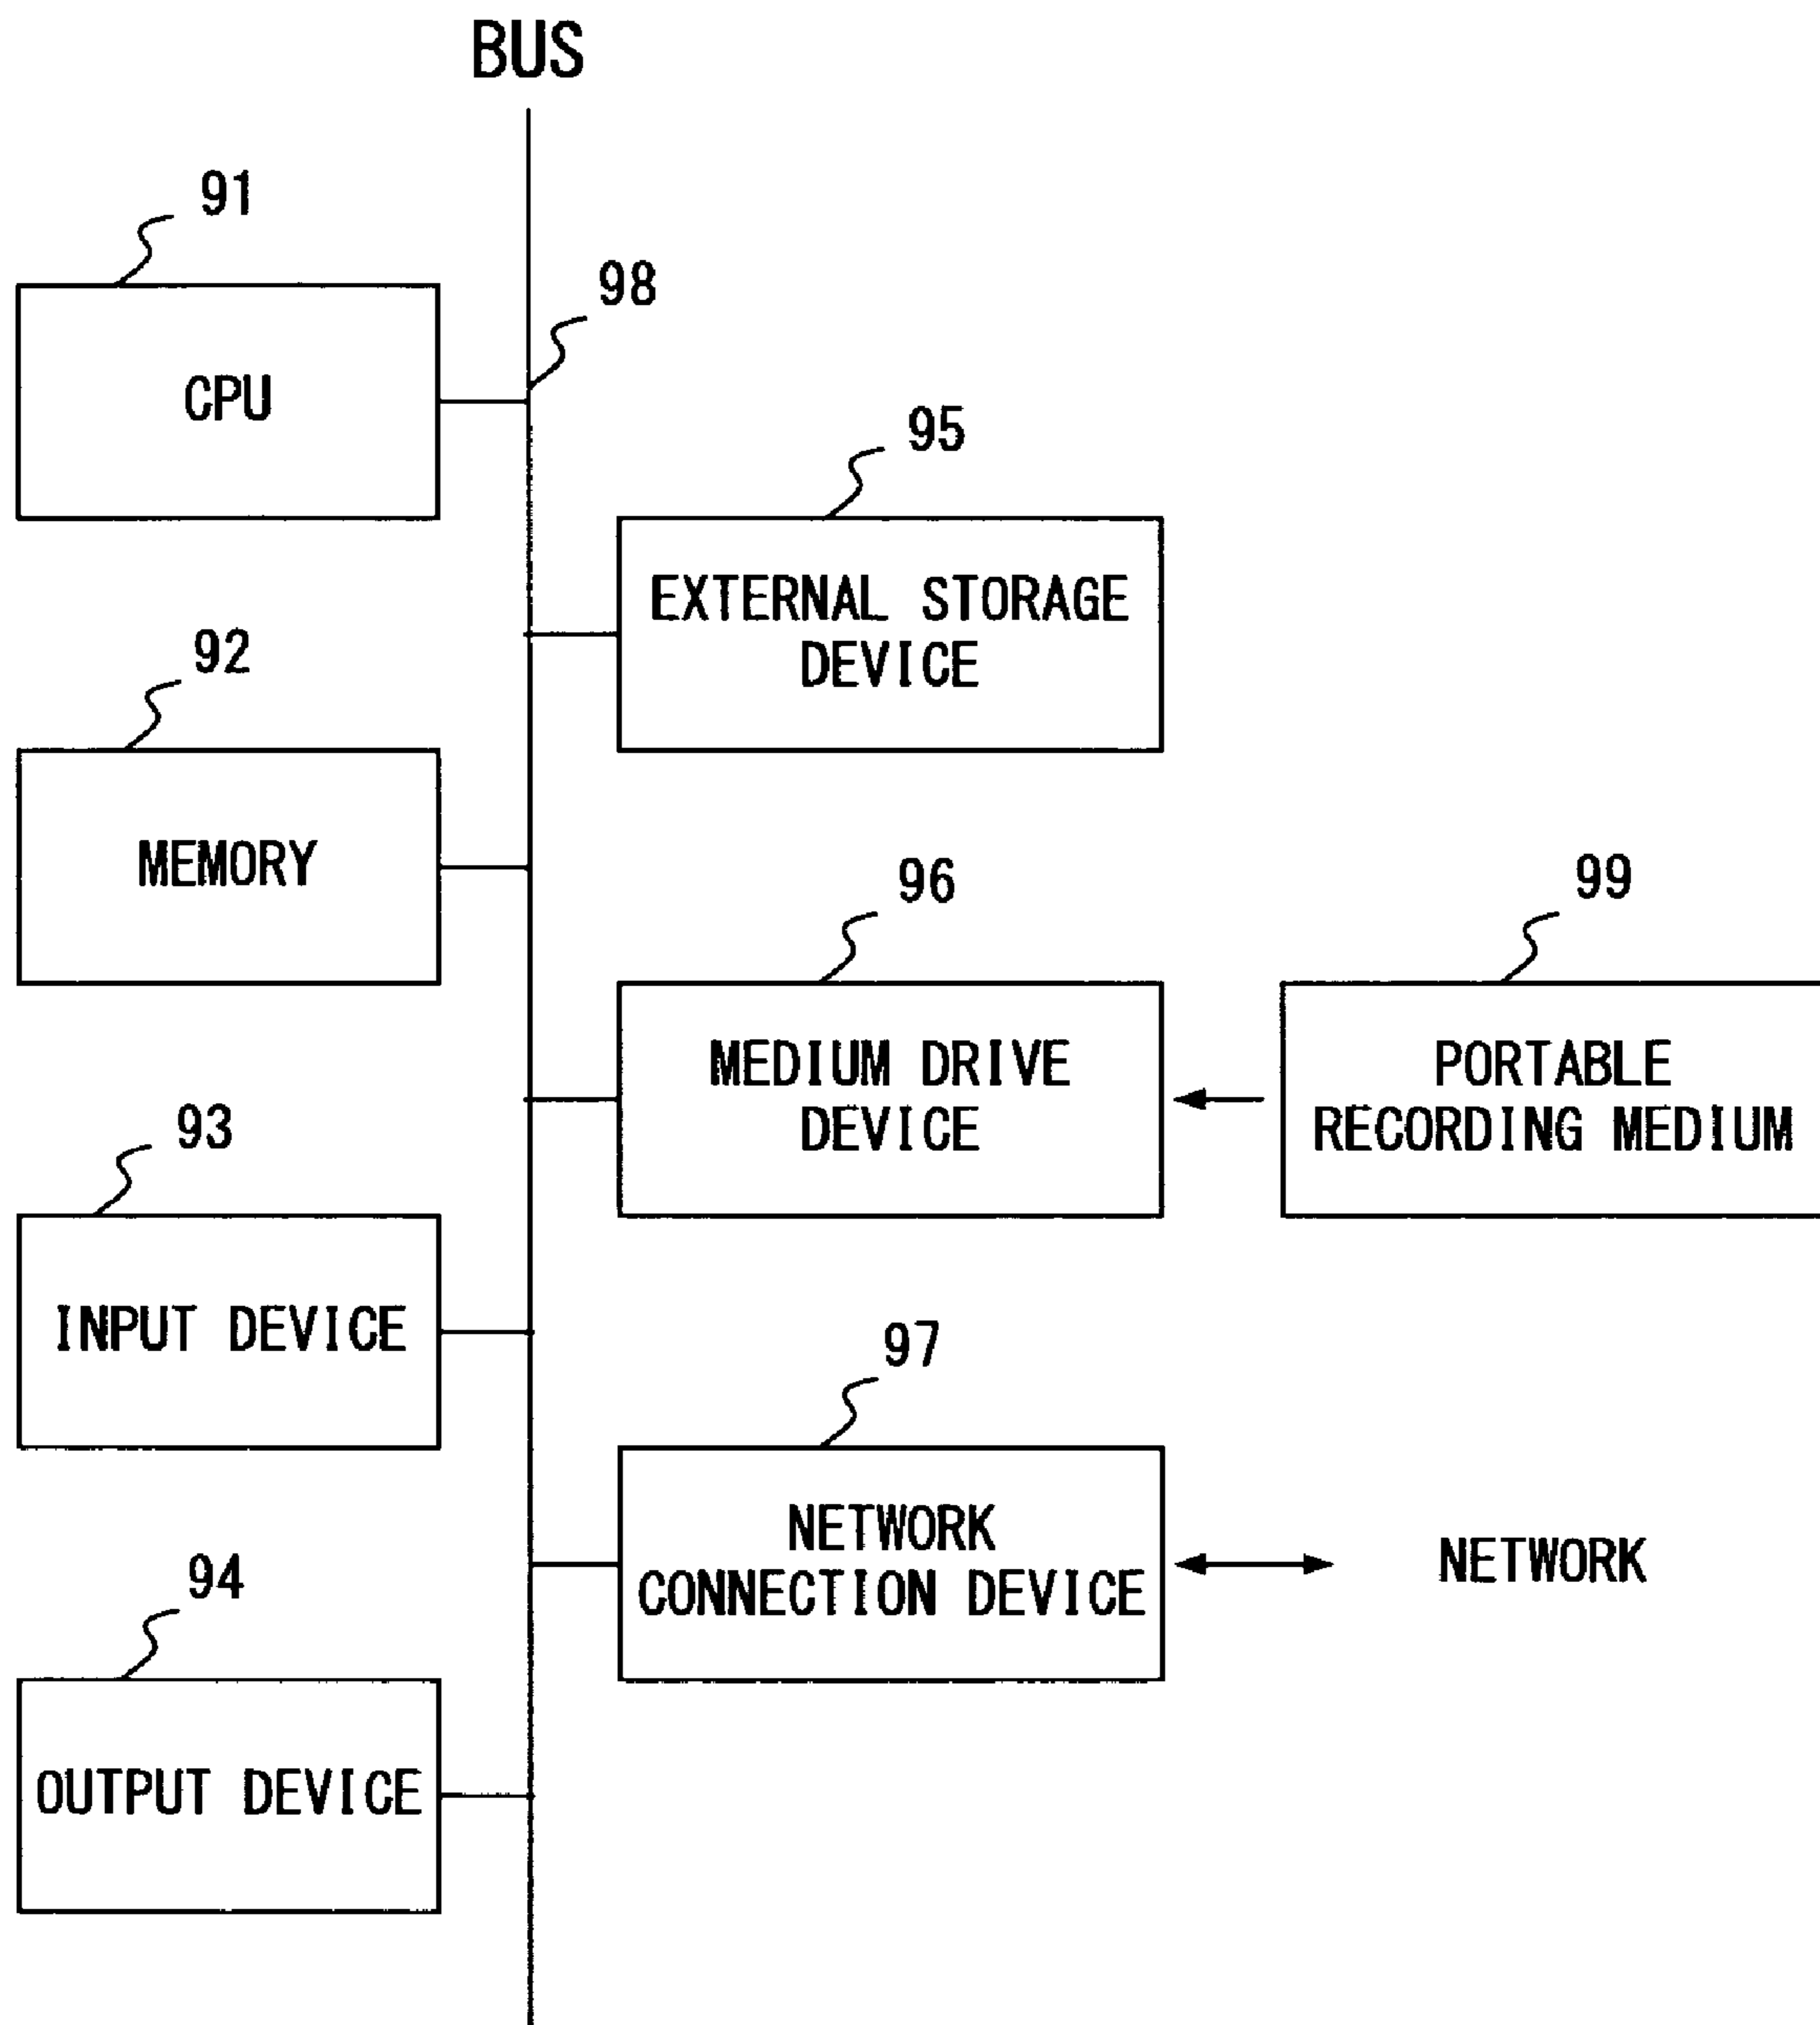 BUS
91
CPU
98
95
EXTERNAL STORAGE
DEVICE
92
MEMORY
96
MEDIUM DRIVE
DEVICE
99
PORTABLE
RECORDING MEDIUM
93
INPUT DEVICE
97
NETWORK
CONNECTION DEVICE
NETWORK
94
OUTPUT DEVICE